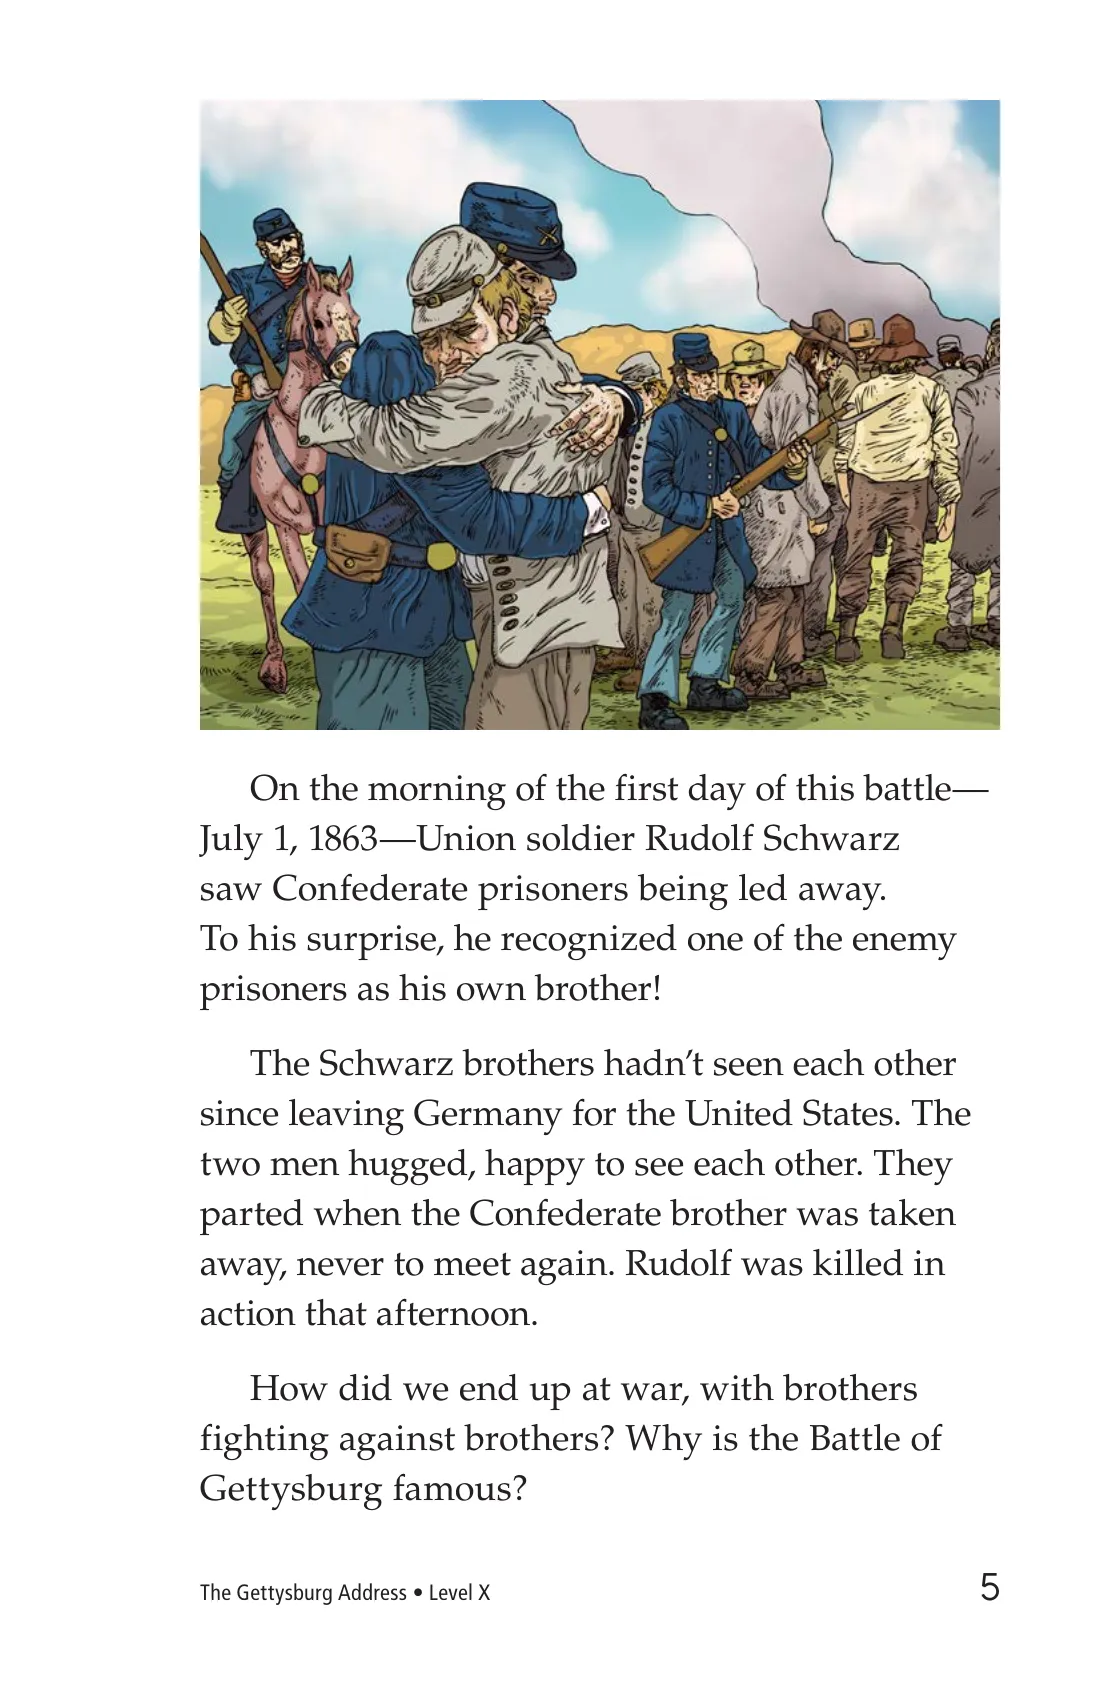 On the morning of the first day of this battle—
July 1, 1863—Union soldier Rudolf Schwarz
saw Confederate prisoners being led away.
To his surprise, he recognized one of the enemy
prisoners as his own brother!
The Schwarz brothers hadn’t seen each other
since leaving Germany for the United States. The
two men hugged, happy to see each other. They
parted when the Confederate brother was taken
away, never to meet again. Rudolf was killed in
action that afternoon.
How did we end up at war, with brothers
fighting against brothers? Why is the Battle of
Gettysburg famous?
The Gettysburg Address • Level X
5